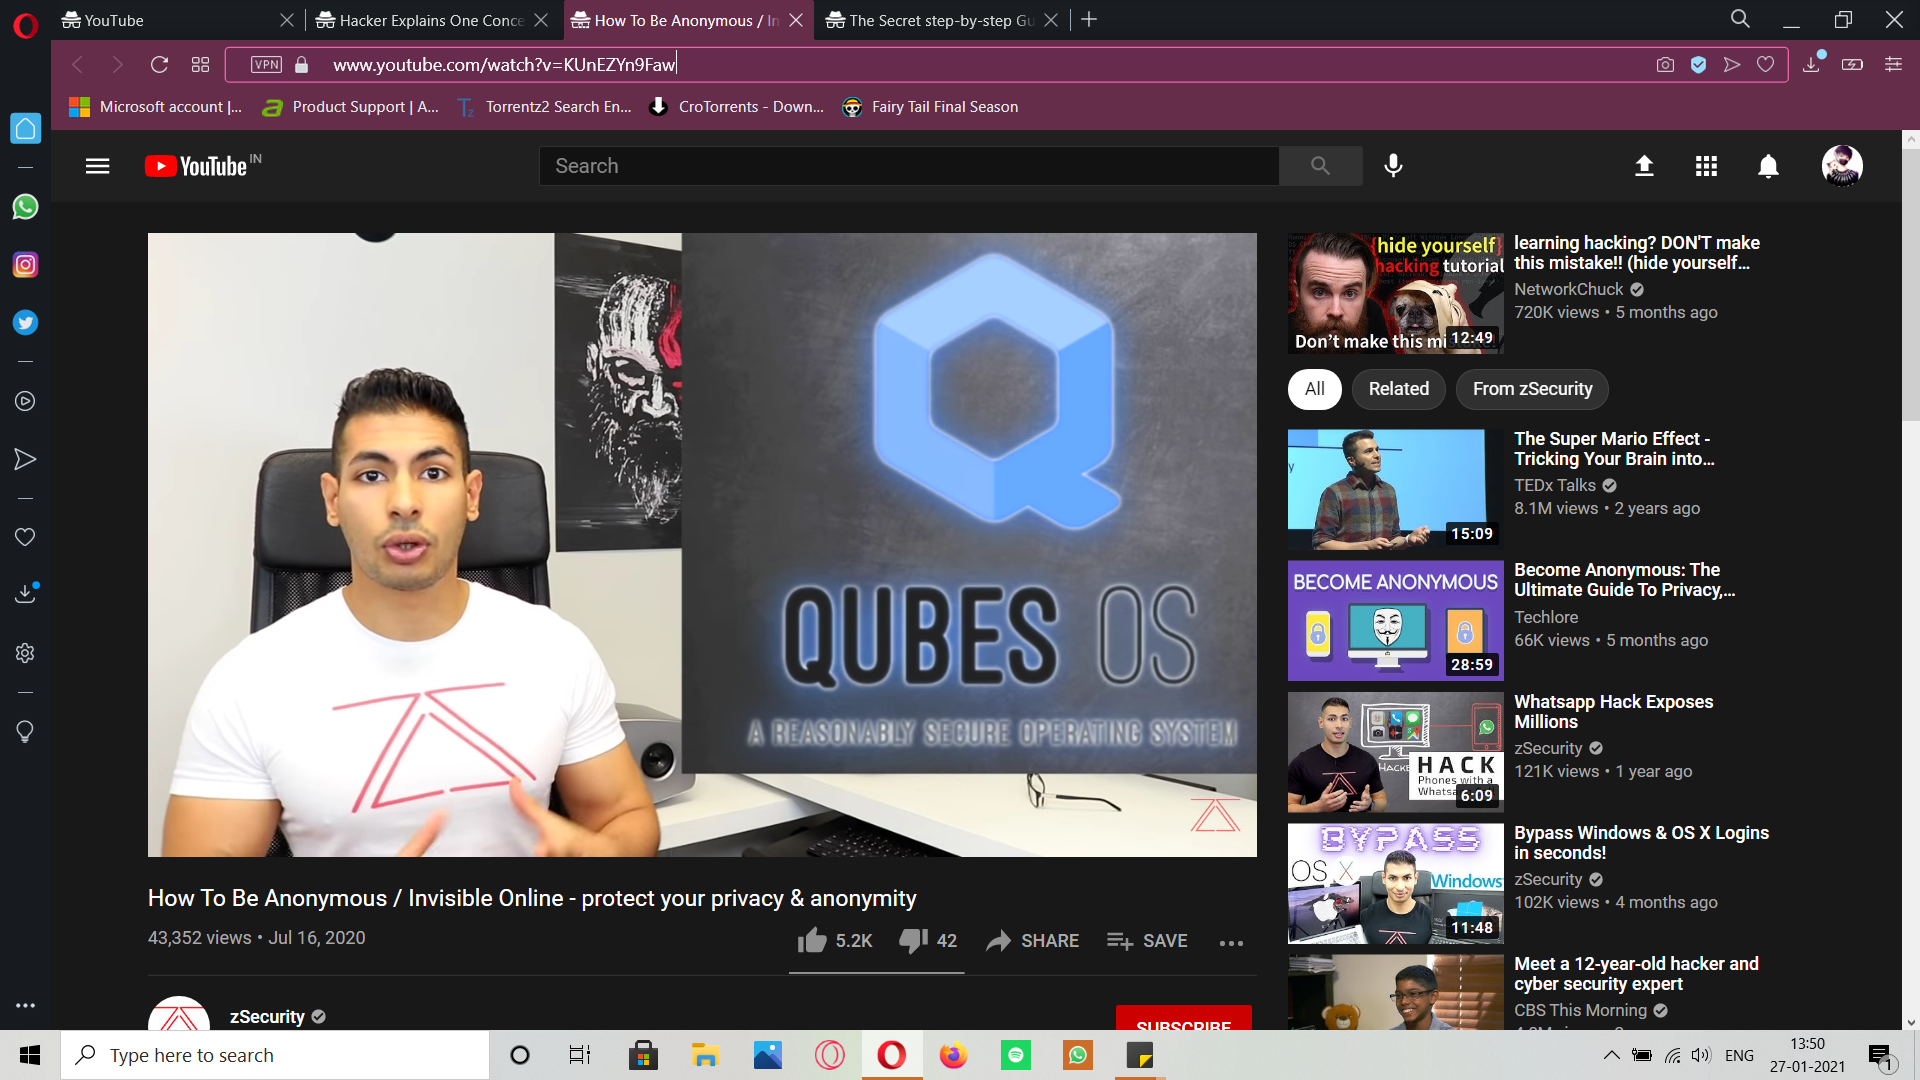 YouTube
Hacker Explains One Conce
How To Be Anonymous / In
The Secret step-by-step Gu
VPN
www.youtube.com/watch?v=KUnEZYn9Faw
Microsoft account |...
Product Support | A...
Tz
Torrentz2 Search En...
CroTorrents - Down...
Fairy Tail Final Season
YouTube IN
Search
QUBES OS
A REASONABLY SECURE OPERATING SYSTEM
How To Be Anonymous / Invisible Online - protect your privacy & anonymity
43,352 views • Jul 16, 2020
5.2K
42
SHARE
SAVE
zSecurity
SUBSCRIBE
{hide yourself}
hacking tutorial
Don't make this mi
12:49
learning hacking? DON'T make
this mistake!! (hide yourself...
NetworkChuck
720K views • 5 months ago
All
Related
From zSecurity
y
15:09
The Super Mario Effect -
Tricking Your Brain into...
TEDx Talks
8.1M views • 2 years ago
BECOME ANONYMOUS
28:59
Become Anonymous: The
Ultimate Guide To Privacy,...
Techlore
66K views • 5 months ago
HACKE
HACK
Phones with a
Whatsa
6:09
Whatsapp Hack Exposes
Millions
zSecurity
121K views • 1 year ago
BYPASS
OS X
Windows
11:48
Bypass Windows & OS X Logins
in seconds!
zSecurity
102K views • 4 months ago
Meet a 12-year-old hacker and
cyber security expert
CBS This Morning
Type here to search
ENG
13:50
27-01-2021
1